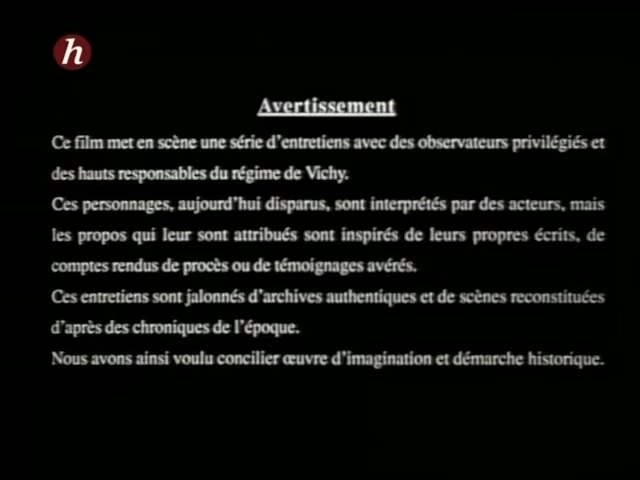 h
Avertissement
Ce film met en scène une série d'entretiens avec des observateurs privilégiés et
des hauts responsables du régime de Vichy.
Ces personnages, aujourd'hui disparus, sont interprétés par des acteurs, mais
les propos qui leur sont attribués sont inspirés de leurs propres écrits, de
comptes rendus de procès ou de témoignages avérés.
Ces entretiens sont jalonnés d'archives authentiques et de scènes reconstituées
d'après des chroniques de l'époque.
Nous avons ainsi voulu concilier œuvre d'imagination et démarche historique.